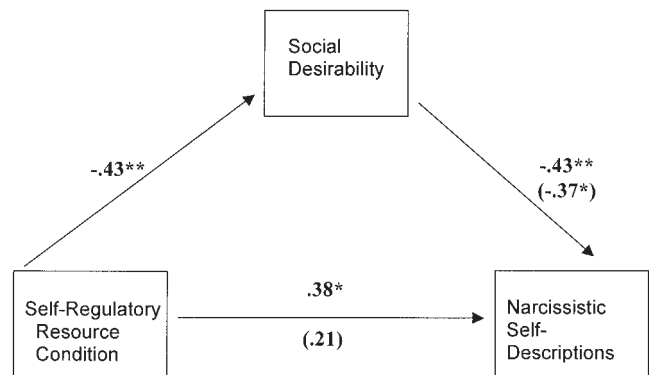 Social
Desirability
-.43**
-.43**
(-.37*)
Self-Regulatory
Resource
Condition
.38*
(.21)
Narcissistic
Self-
Descriptions